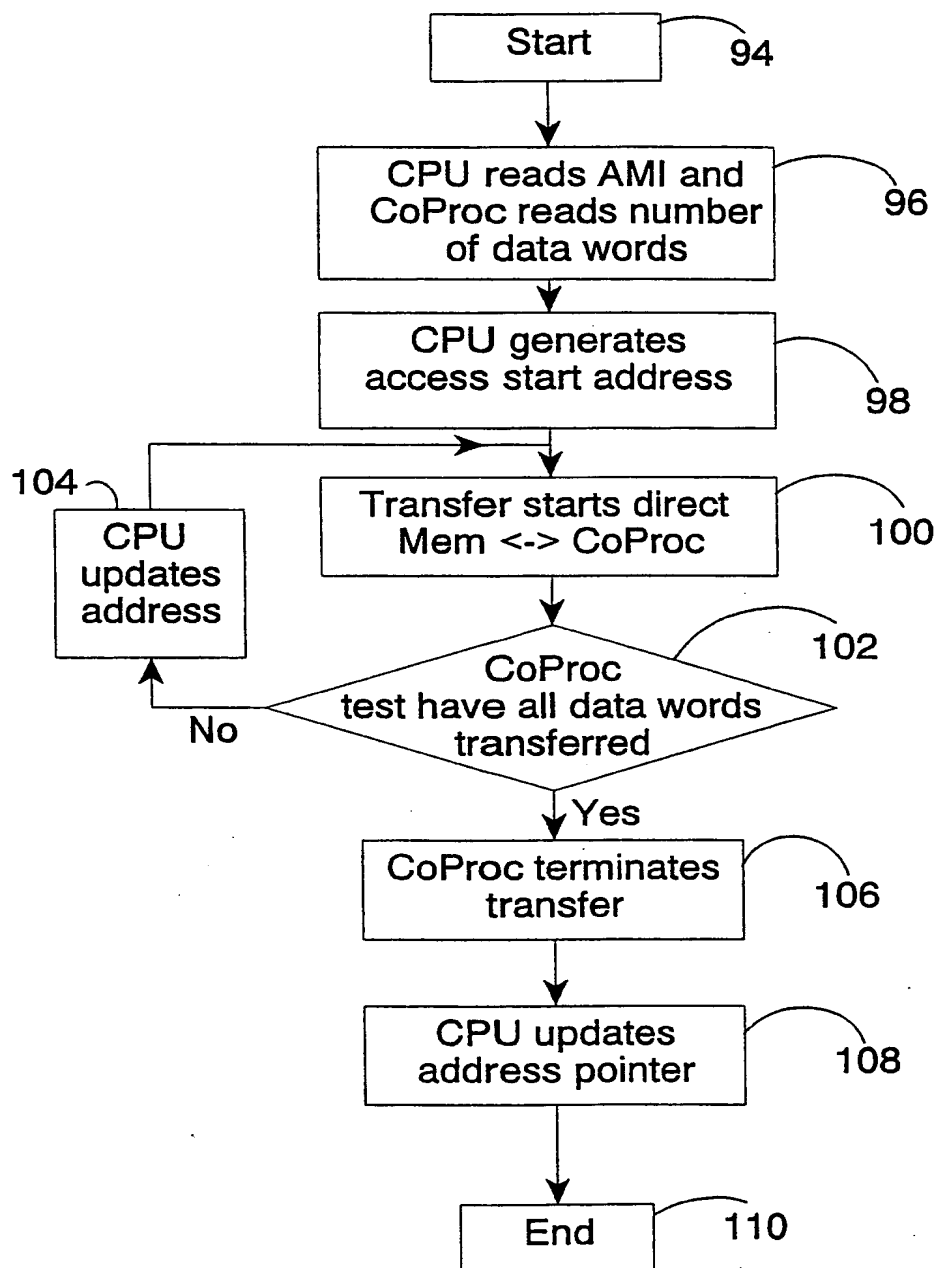 Start
94
CPU reads AMI and
CoProc reads number
of data words
96
CPU generates
access start address
98
104
CPU
updates
address
Transfer starts direct
Mem <-> CoProc
100
CoProc
test have all data words
transferred
102
No
Yes
CoProc terminates
transfer
106
CPU updates
address pointer
108
End
110